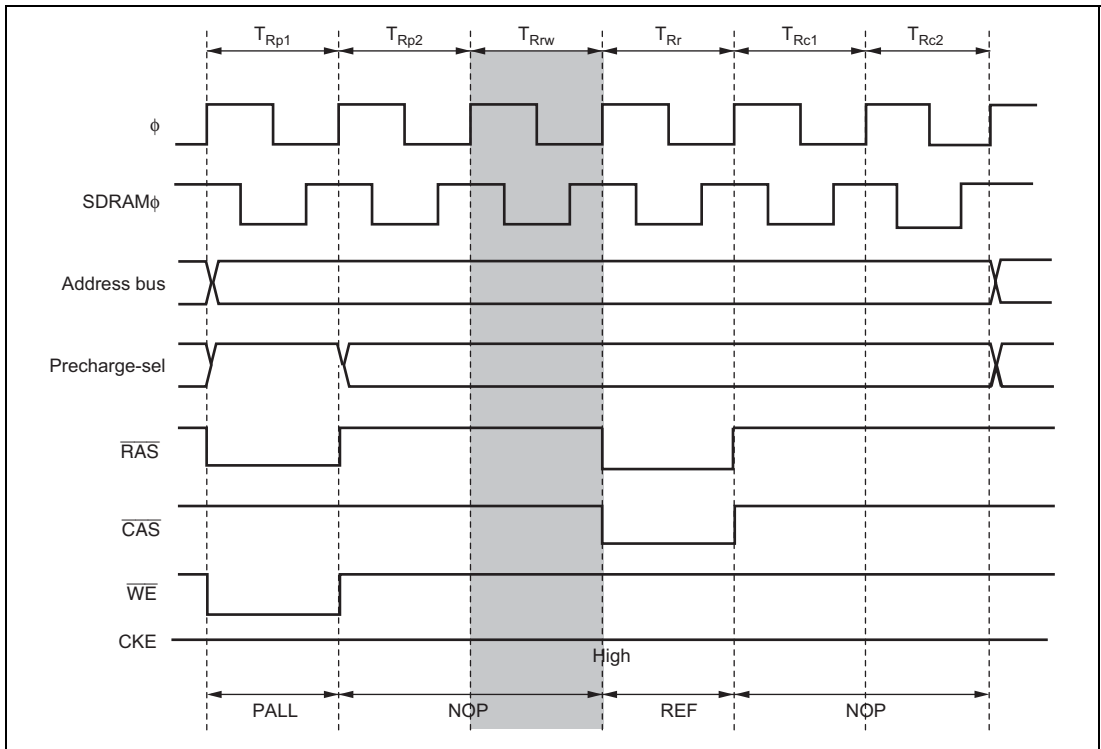 TRp1 TRp2 TRrw TRr TRc1 TRc2
ϕ
SDRAMϕ
Address bus
Precharge-sel
RAS
CAS
WE
CKE
High
PALL NOP REF NOP